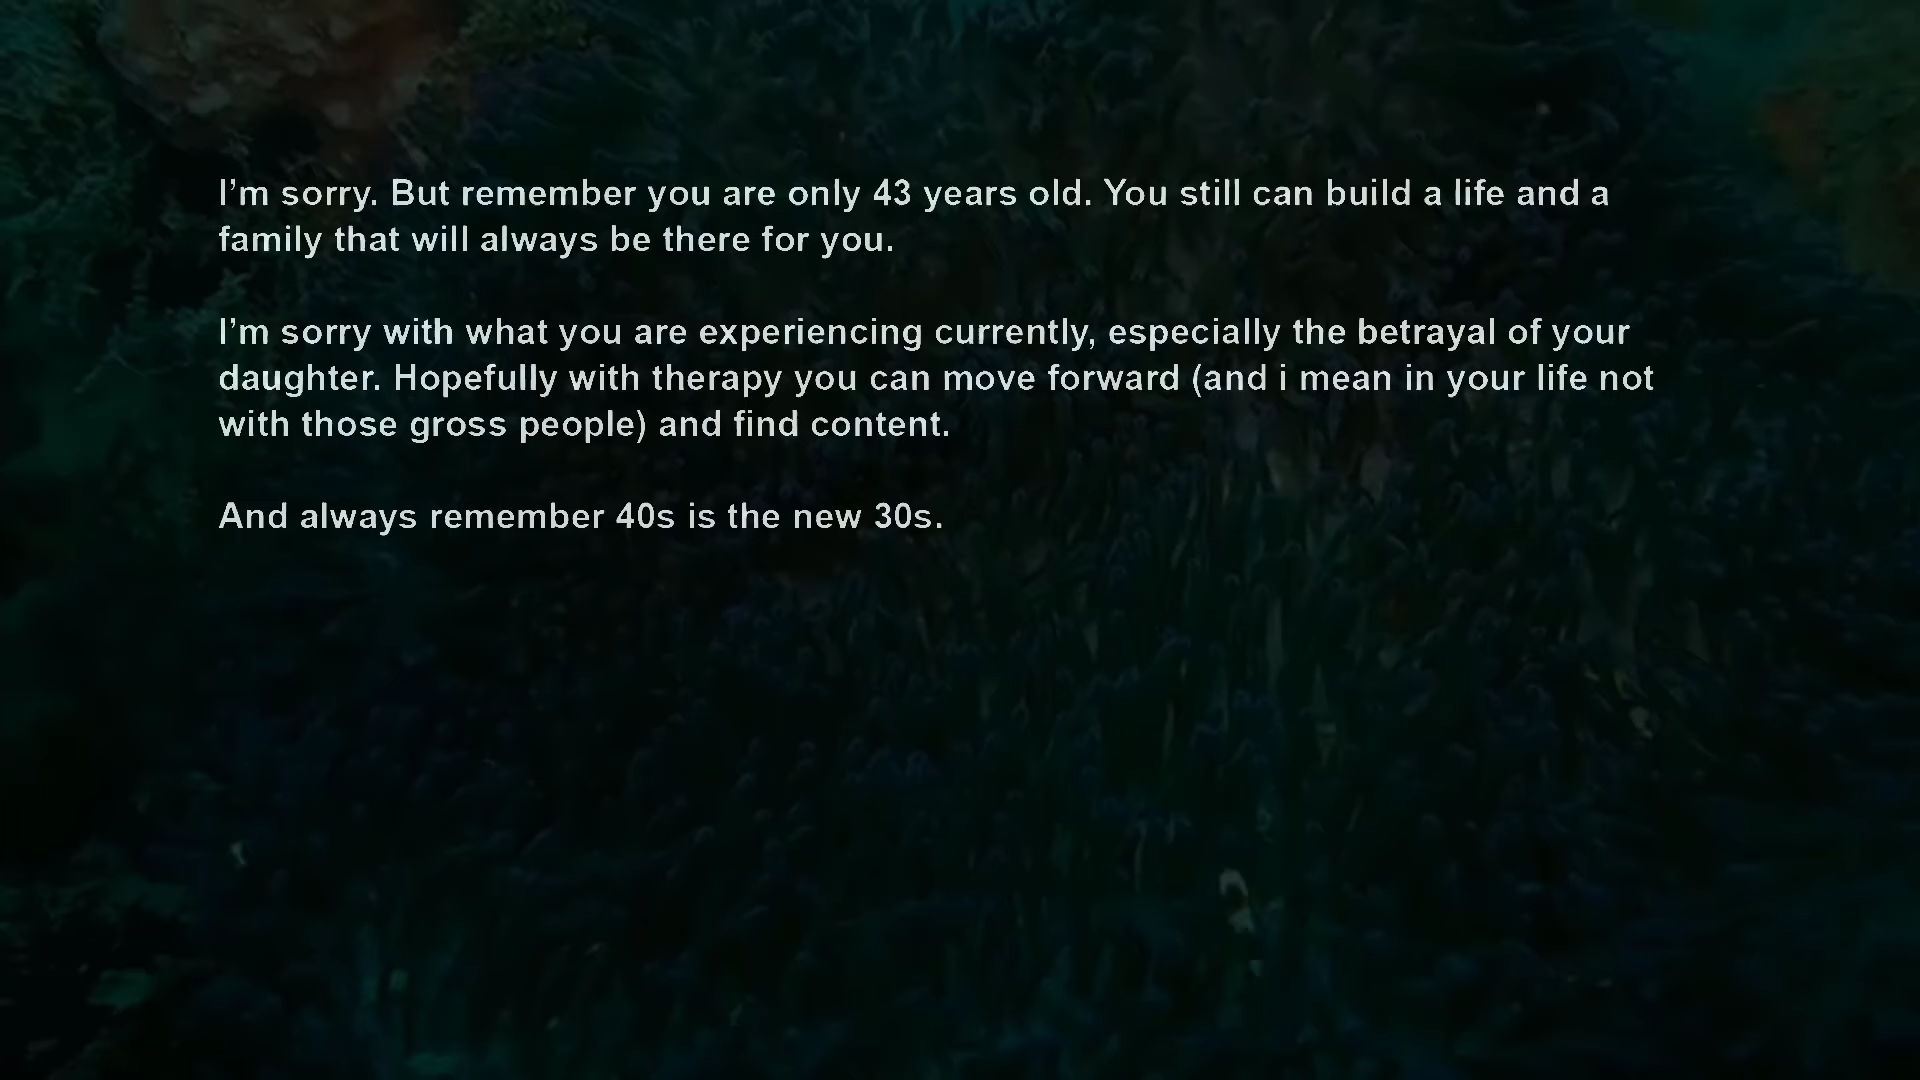 I’m sorry. But remember you are only 43 years old. You still can build a life and a
family that will always be there for you.
I’m sorry with what you are experiencing currently, especially the betrayal of your
daughter. Hopefully with therapy you can move forward (and i mean in your life not
with those gross people) and find content.
And always remember 40s is the new 30s.